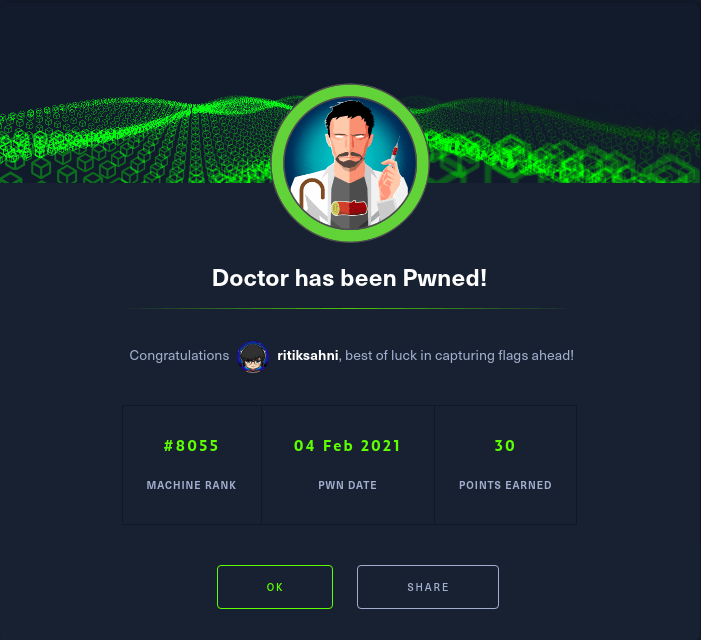 Doctor has been Pwned!
Congratulations ritiksahni, best of luck in capturing flags ahead!
#8055 04 Feb 2021 30
MACHINE RANK PWN DATE POINTS EARNED
OK SHARE